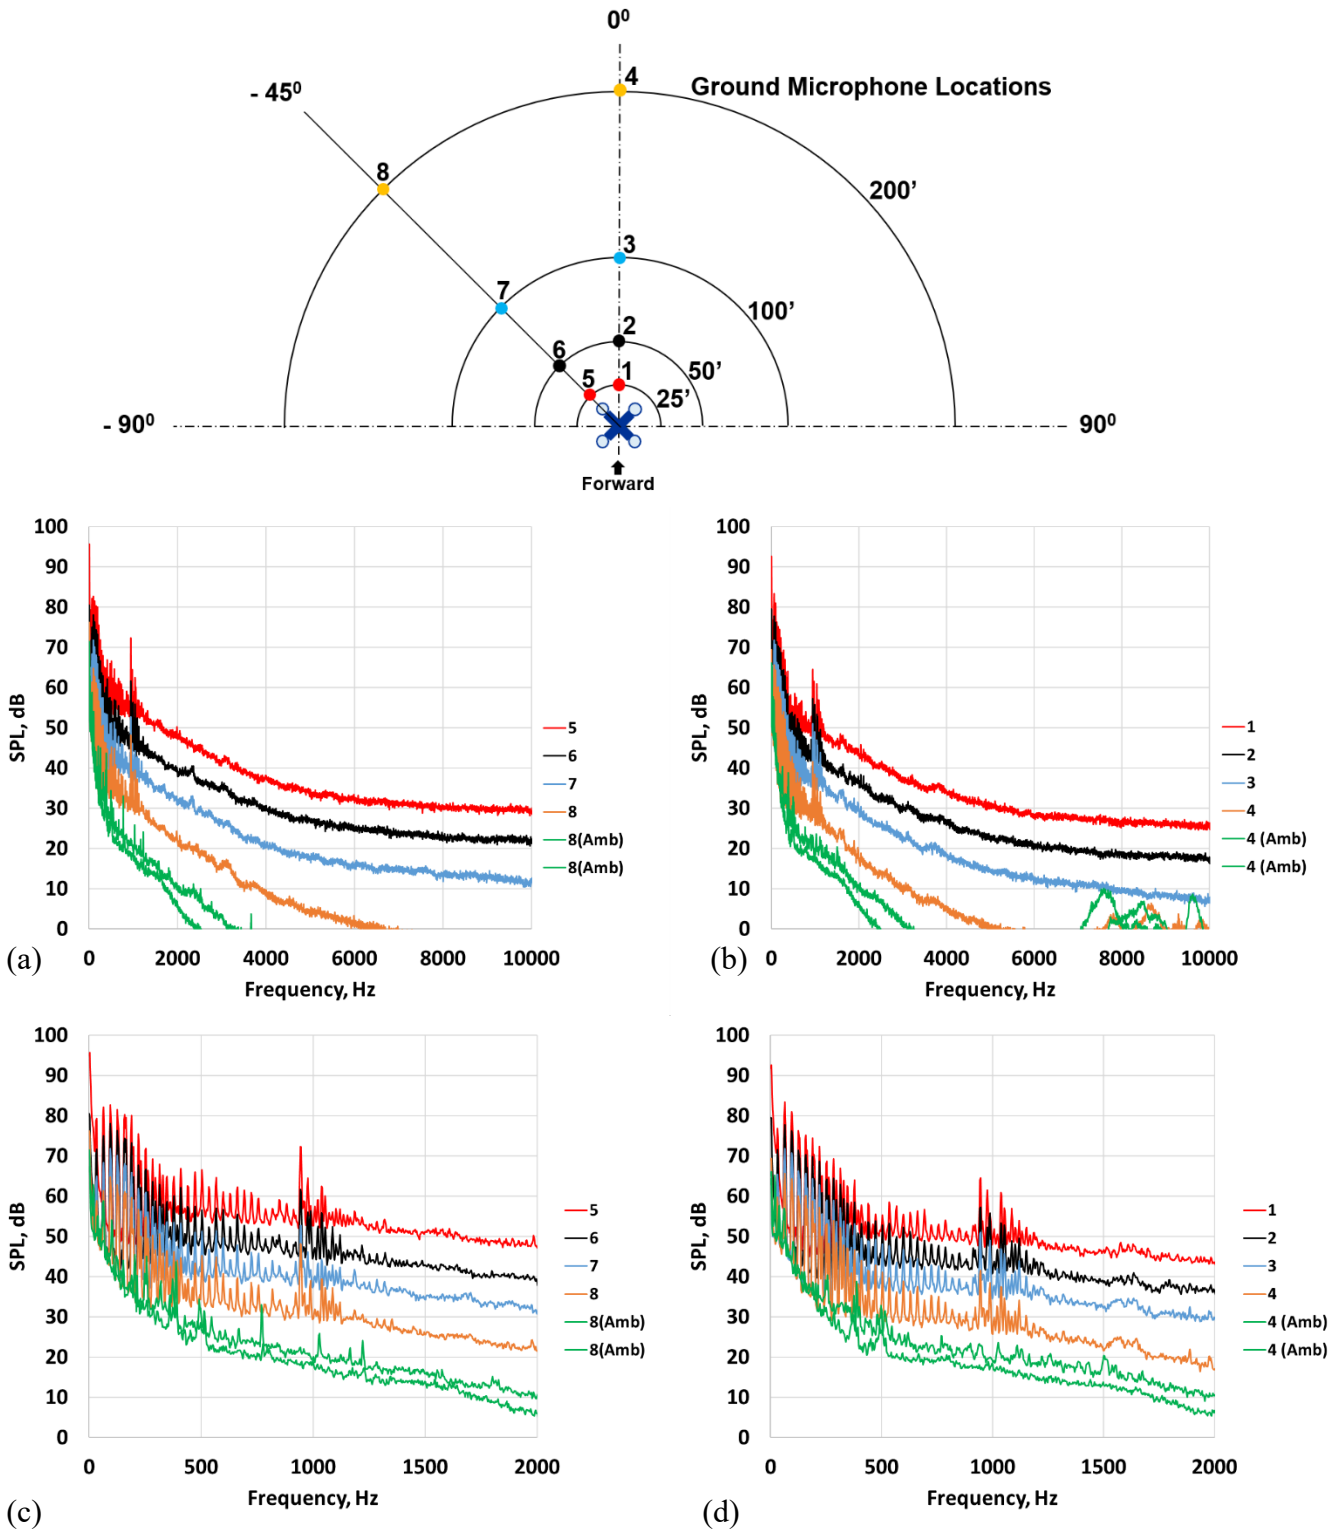 0⁰
4
Ground Microphone Locations
- 45⁰
8
200’
3
7
100’
2
6
50’
5
1
25’
- 90⁰
90⁰
Forward
100
90
80
70
60
50
40
30
20
10
0
SPL, dB
0 2000 4000 6000 8000 10000
Frequency, Hz
5
6
7
8
8(Amb)
8(Amb)
(a)
100
90
80
70
60
50
40
30
20
10
0
SPL, dB
0 2000 4000 6000 8000 10000
Frequency, Hz
1
2
3
4
4 (Amb)
4 (Amb)
(b)
100
90
80
70
60
50
40
30
20
10
0
SPL, dB
0 500 1000 1500 2000
Frequency, Hz
5
6
7
8
8(Amb)
8(Amb)
(c)
100
90
80
70
60
50
40
30
20
10
0
SPL, dB
0 500 1000 1500 2000
Frequency, Hz
1
2
3
4
4 (Amb)
4 (Amb)
(d)